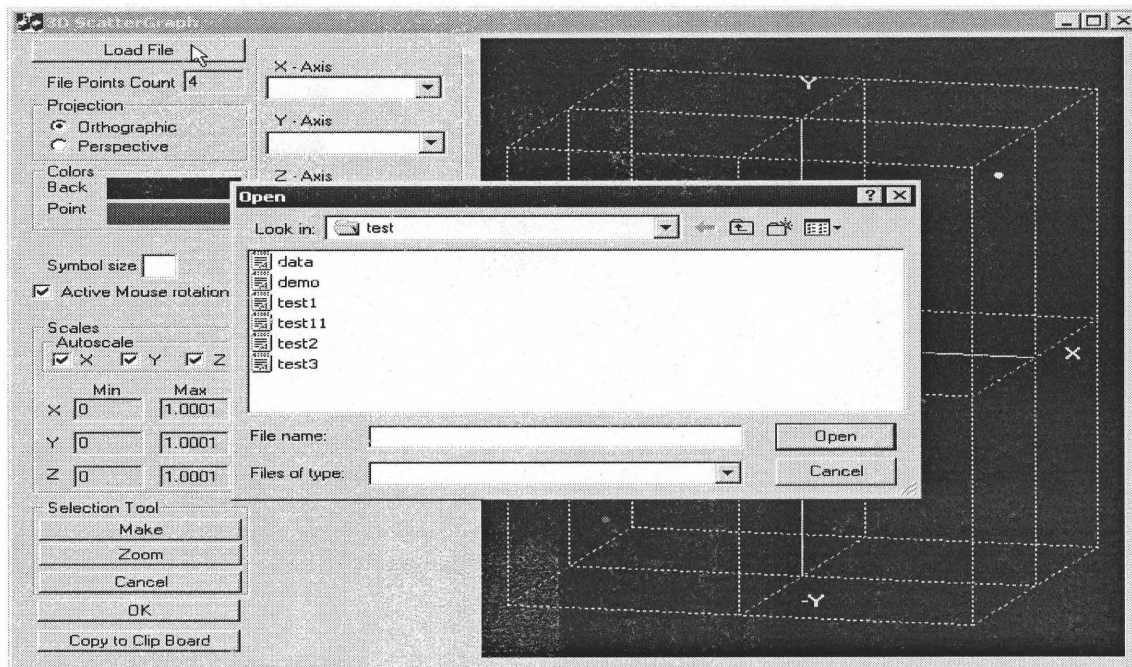 3D ScatterGraph
Load File
File Points Count 4
Projection
Orthographic
Perspective
Colors
Back
Point
Symbol size
Active Mouse rotation
Scales
Autoscale
X Y Z
Min Max
X 0 1.0001
Y 0 1.0001
Z 0 1.0001
Selection Tool
Make
Zoom
Cancel
OK
Copy to Clip Board
X - Axis
Y - Axis
Z - Axis
Open
Look in: test
data
demo
test1
test11
test2
test3
File name:
Open
Files of type:
Cancel
Y
X
-Y